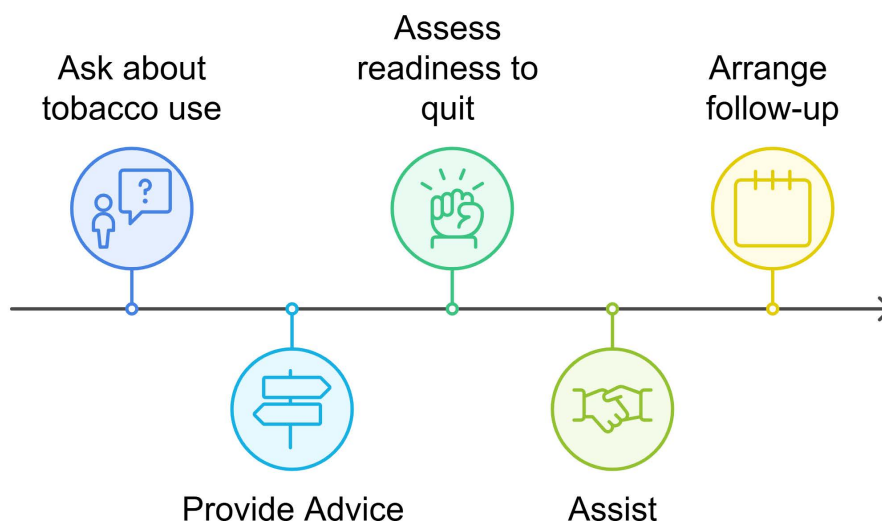 Ask about
tobacco use
?
Provide Advice
Assess
readiness to
quit
Assist
Arrange
follow-up